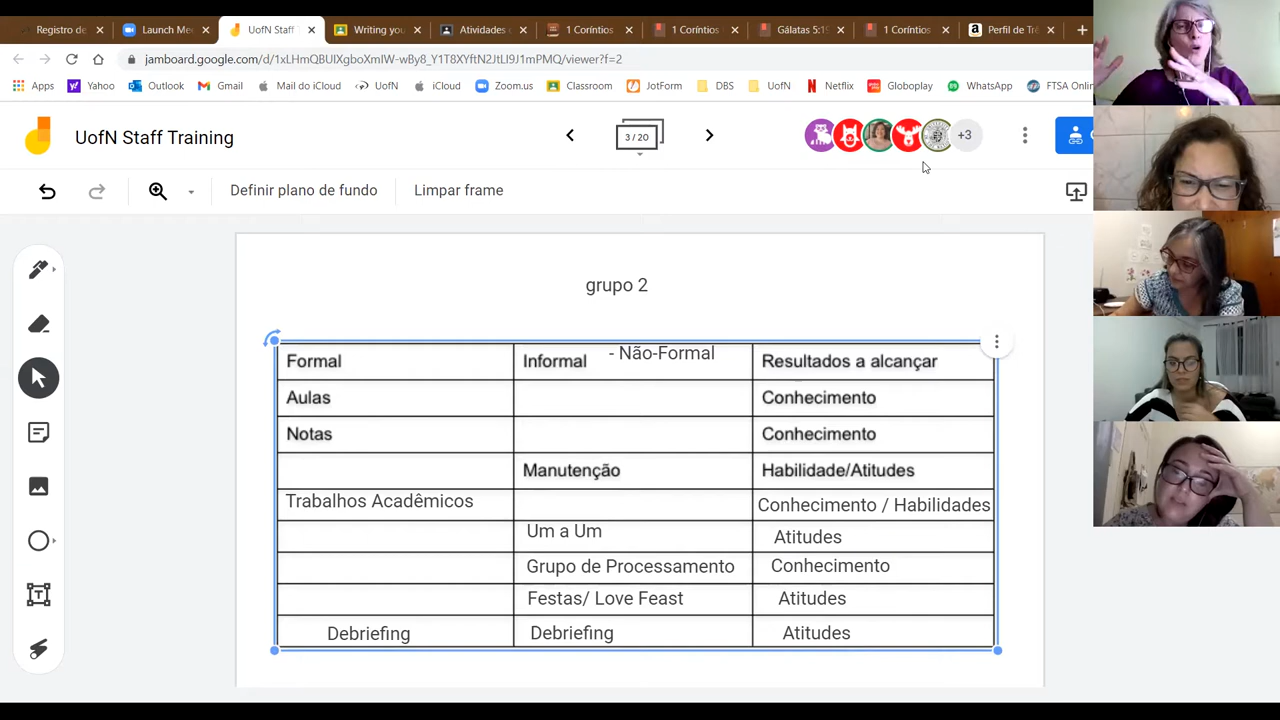 Registro de
Launch Me
UofN Staff
Writing you
Atividades
1 Coríntios
1 Coríntios
Gálatas 5:19
1 Coríntios
Perfil de Trê
jamboard.google.com/d/1xLHmQBUIXgboXmIW-wBy8_Y1T8XYftN2JtLI9J1mPMQ/viewer?f=2
Apps Yahoo Outlook Gmail Mail do iCloud UofN iCloud Zoom.us Classroom JotForm DBS UofN Netflix Globoplay WhatsApp FTSA Onlin
UofN Staff Training
3 / 20
+3
Definir plano de fundo
Limpar frame
grupo 2
Formal Informal - Não-Formal Resultados a alcançar
Aulas Conhecimento
Notas Conhecimento
Manutenção Habilidade/Atitudes
Trabalhos Acadêmicos Conhecimento / Habilidades
Um a Um Atitudes
Grupo de Processamento Conhecimento
Festas/ Love Feast Atitudes
Debriefing Debriefing Atitudes